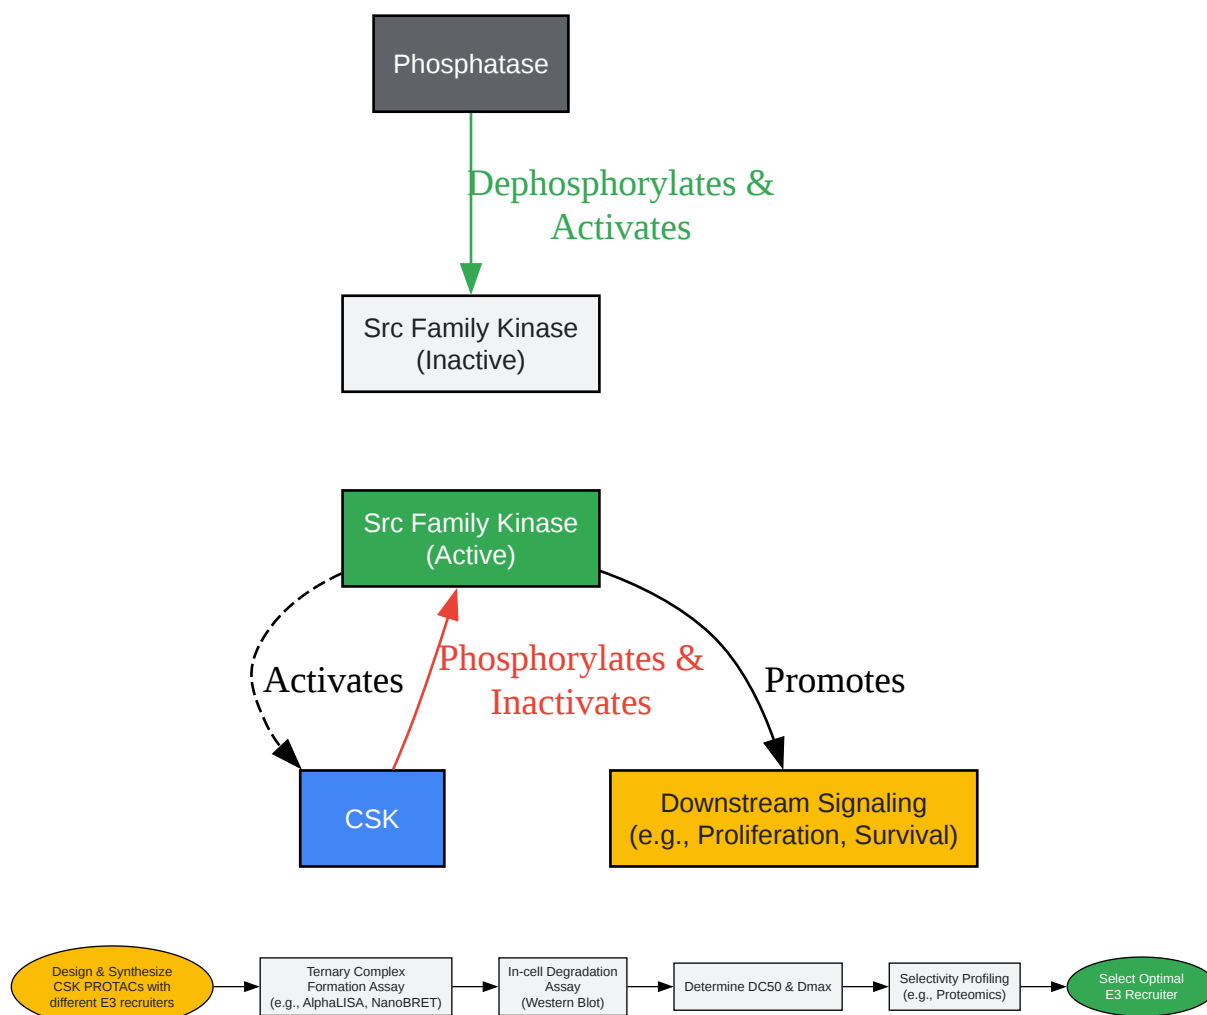 Phosphatase
Dephosphorylates &
Activates
Src Family Kinase
(Inactive)
Src Family Kinase
(Active)
Activates
Phosphorylates &
Inactivates
Promotes
CSK
Downstream Signaling
(e.g., Proliferation, Survival)
Design & Synthesize
CSK PROTACs with
different E3 recruiters
Ternary Complex
Formation Assay
(e.g., AlphaLISA, NanoBRET)
In-cell Degradation
Assay
(Western Blot)
Determine DC50 & Dmax
Selectivity Profiling
(e.g., Proteomics)
Select Optimal
E3 Recruiter